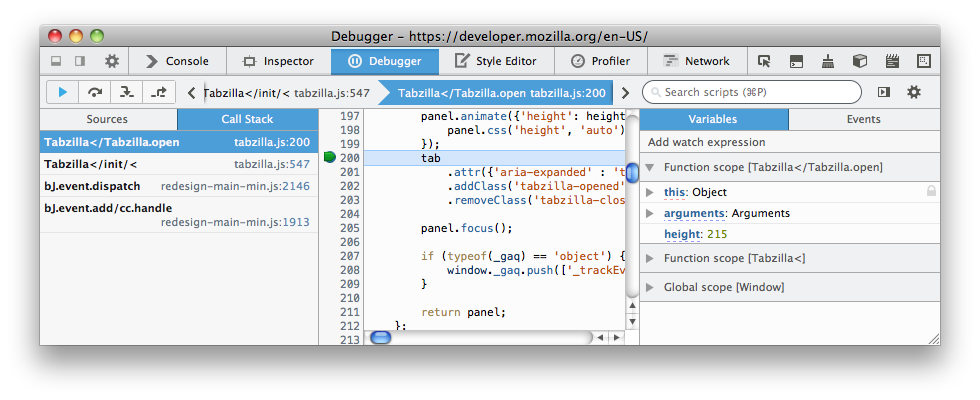 Debugger - https://developer.mozilla.org/en-US/
Console Inspector Debugger Style Editor Profiler Network
Tabzilla</init/< tabzilla.js:547 Tabzilla</Tabzilla.open tabzilla.js:200 Search scripts (⌘P)
Sources Call Stack
Tabzilla</Tabzilla.open tabzilla.js:200
Tabzilla</init/< tabzilla.js:547
bJ.event.dispatch redesign-main-min.js:2146
bJ.event.add/cc.handle
redesign-main-min.js:1913
197 panel.animate({'height': height
198 panel.css('height', 'auto')
199 });
200 tab
201 .attr({'aria-expanded' : 't
202 .addClass('tabzilla-opened'
203 .removeClass('tabzilla-clos
204
205 panel.focus();
206
207 if (typeof(_gaq) == 'object') {
208 window._gaq.push(['_trackEv
209 }
210
211 return panel;
212 };
213
Variables Events
Add watch expression
Function scope [Tabzilla</Tabzilla.open]
this: Object
arguments: Arguments
height: 215
Function scope [Tabzilla<]
Global scope [Window]